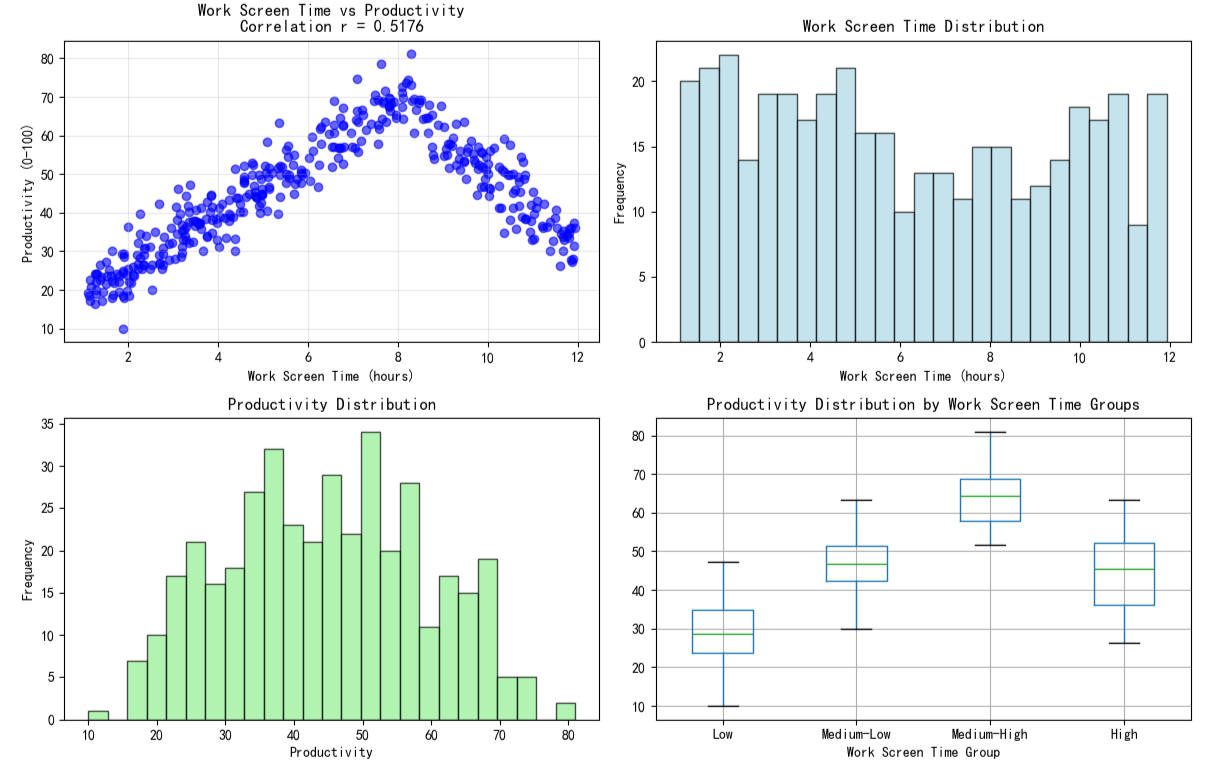 Work Screen Time vs Productivity
Correlation r = 0.5176
80
70
60
50
40
30
20
10
Productivity (0-100)
2 4 6 8 10 12
Work Screen Time (hours)
Work Screen Time Distribution
20
15
10
5
0
Frequency
2 4 6 8 10 12
Work Screen Time (hours)
Productivity Distribution
35
30
25
20
15
10
5
0
Frequency
10 20 30 40 50 60 70 80
Productivity
Productivity Distribution by Work Screen Time Groups
80
70
60
50
40
30
20
10
Low Medium-Low Medium-High High
Work Screen Time Group